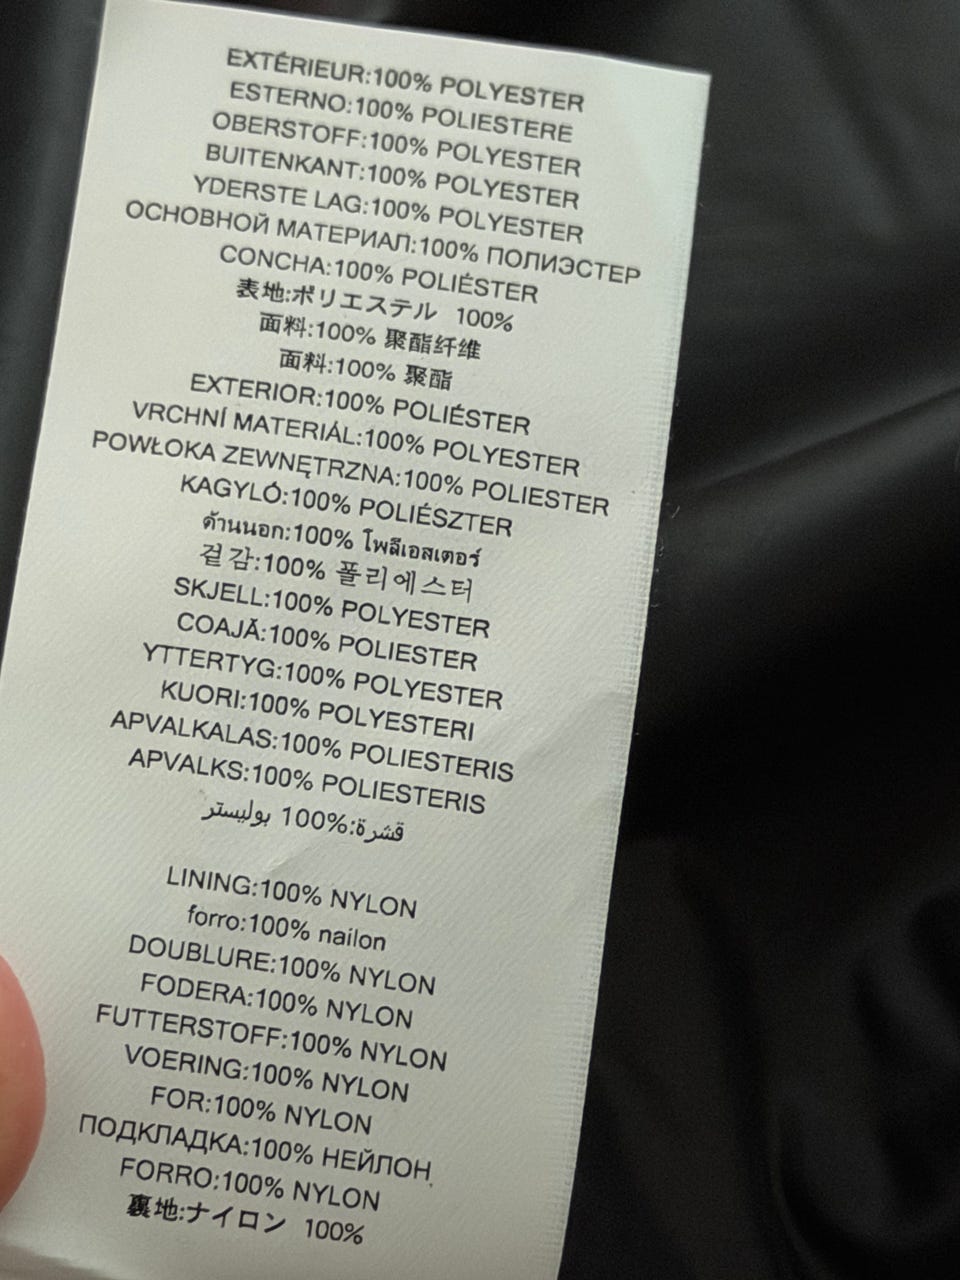 EXTÉRIEUR:100% POLYESTER
ESTERNO:100% POLIESTERE
OBERSTOFF:100% POLYESTER
BUITENKANT:100% POLYESTER
YDERSTE LAG:100% POLYESTER
ОСНОВНОЙ МАТЕРИАЛ:100% ПОЛИЭСТЕР
CONCHA:100% POLIÉSTER
表地:ポリエステル 100%
面料:100% 聚酯纤维
面料:100% 聚酯
EXTERIOR:100% POLIÉSTER
VRCHNÍ MATERIÁL:100% POLYESTER
POWŁOKA ZEWNĘTRZNA:100% POLIESTER
KAGYLÓ:100% POLIÉSZTER
ด้านนอก:100% โพลีเอสเตอร์
겉감:100% 폴리에스터
SKJELL:100% POLYESTER
COAJĂ:100% POLIESTER
YTTERTYG:100% POLYESTER
KUORI:100% POLYESTERI
APVALKALAS:100% POLIESTERIS
APVALKS:100% POLIESTERIS
قشرة:100% بوليستر
LINING:100% NYLON
forro:100% nailon
DOUBLURE:100% NYLON
FODERA:100% NYLON
FUTTERSTOFF:100% NYLON
VOERING:100% NYLON
FOR:100% NYLON
ПОДКЛАДКА:100% НЕЙЛОН
FORRO:100% NYLON
裏地:ナイロン 100%